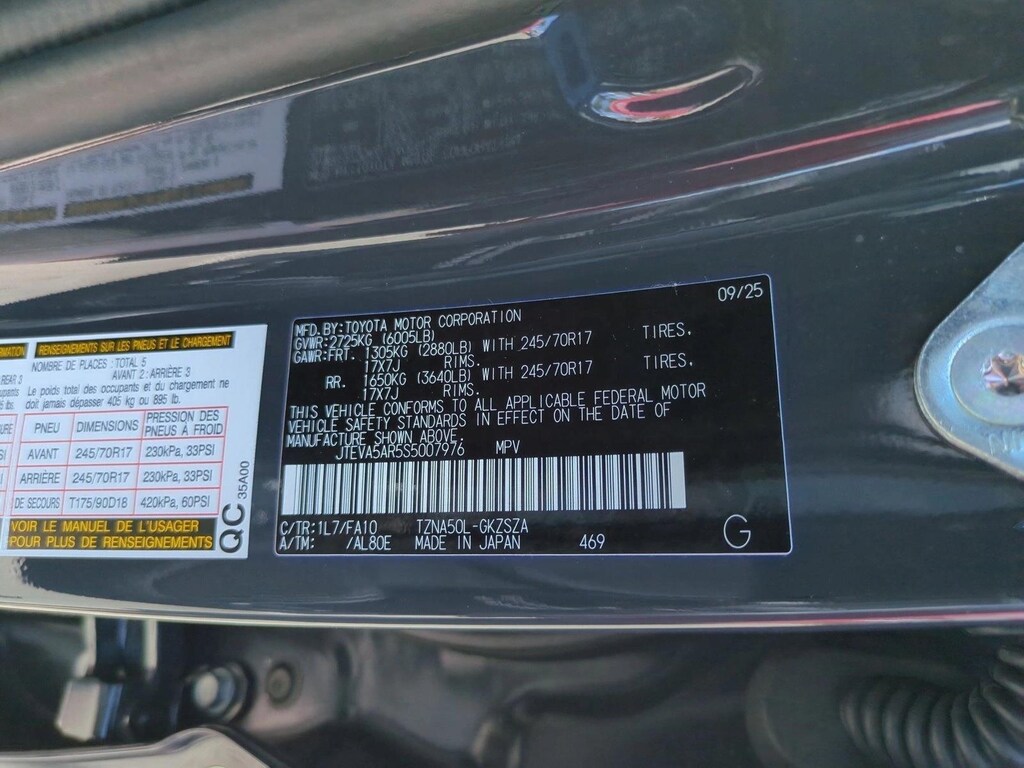 09/25
MFD.BY:TOYOTA MOTOR CORPORATION
GVWR:2725KG (6005LB)
GAWR:FRT. 1305KG (2880LB) WITH 245/70R17 TIRES,
17X7J RIMS.
RR. 1650KG (3640LB) WITH 245/70R17 TIRES,
17X7J RIMS.
THIS VEHICLE CONFORMS TO ALL APPLICABLE FEDERAL MOTOR
VEHICLE SAFETY STANDARDS IN EFFECT ON THE DATE OF
MANUFACTURE SHOWN ABOVE.
JTEVA5AR5S5007976 MPV
C/TR:1L7/FA10 TZNA50L-GKZSZA
A/TM: /AL80E MADE IN JAPAN 469 G
RENSEIGNEMENTS SUR LES PNEUS ET LE CHARGEMENT
NOMBRE DE PLACES : TOTAL 5
REAR 3 AVANT 2 : ARRIÈRE 3
Le poids total des occupants et du chargement ne
doit jamais dépasser 405 kg ou 895 lb.
PNEU DIMENSIONS PRESSION DES PNEUS À FROID
AVANT 245/70R17 230kPa, 33PSI
ARRIÈRE 245/70R17 230kPa, 33PSI
DE SECOURS T175/90D18 420kPa, 60PSI
VOIR LE MANUEL DE L'USAGER
POUR PLUS DE RENSEIGNEMENTS
QC 35A00